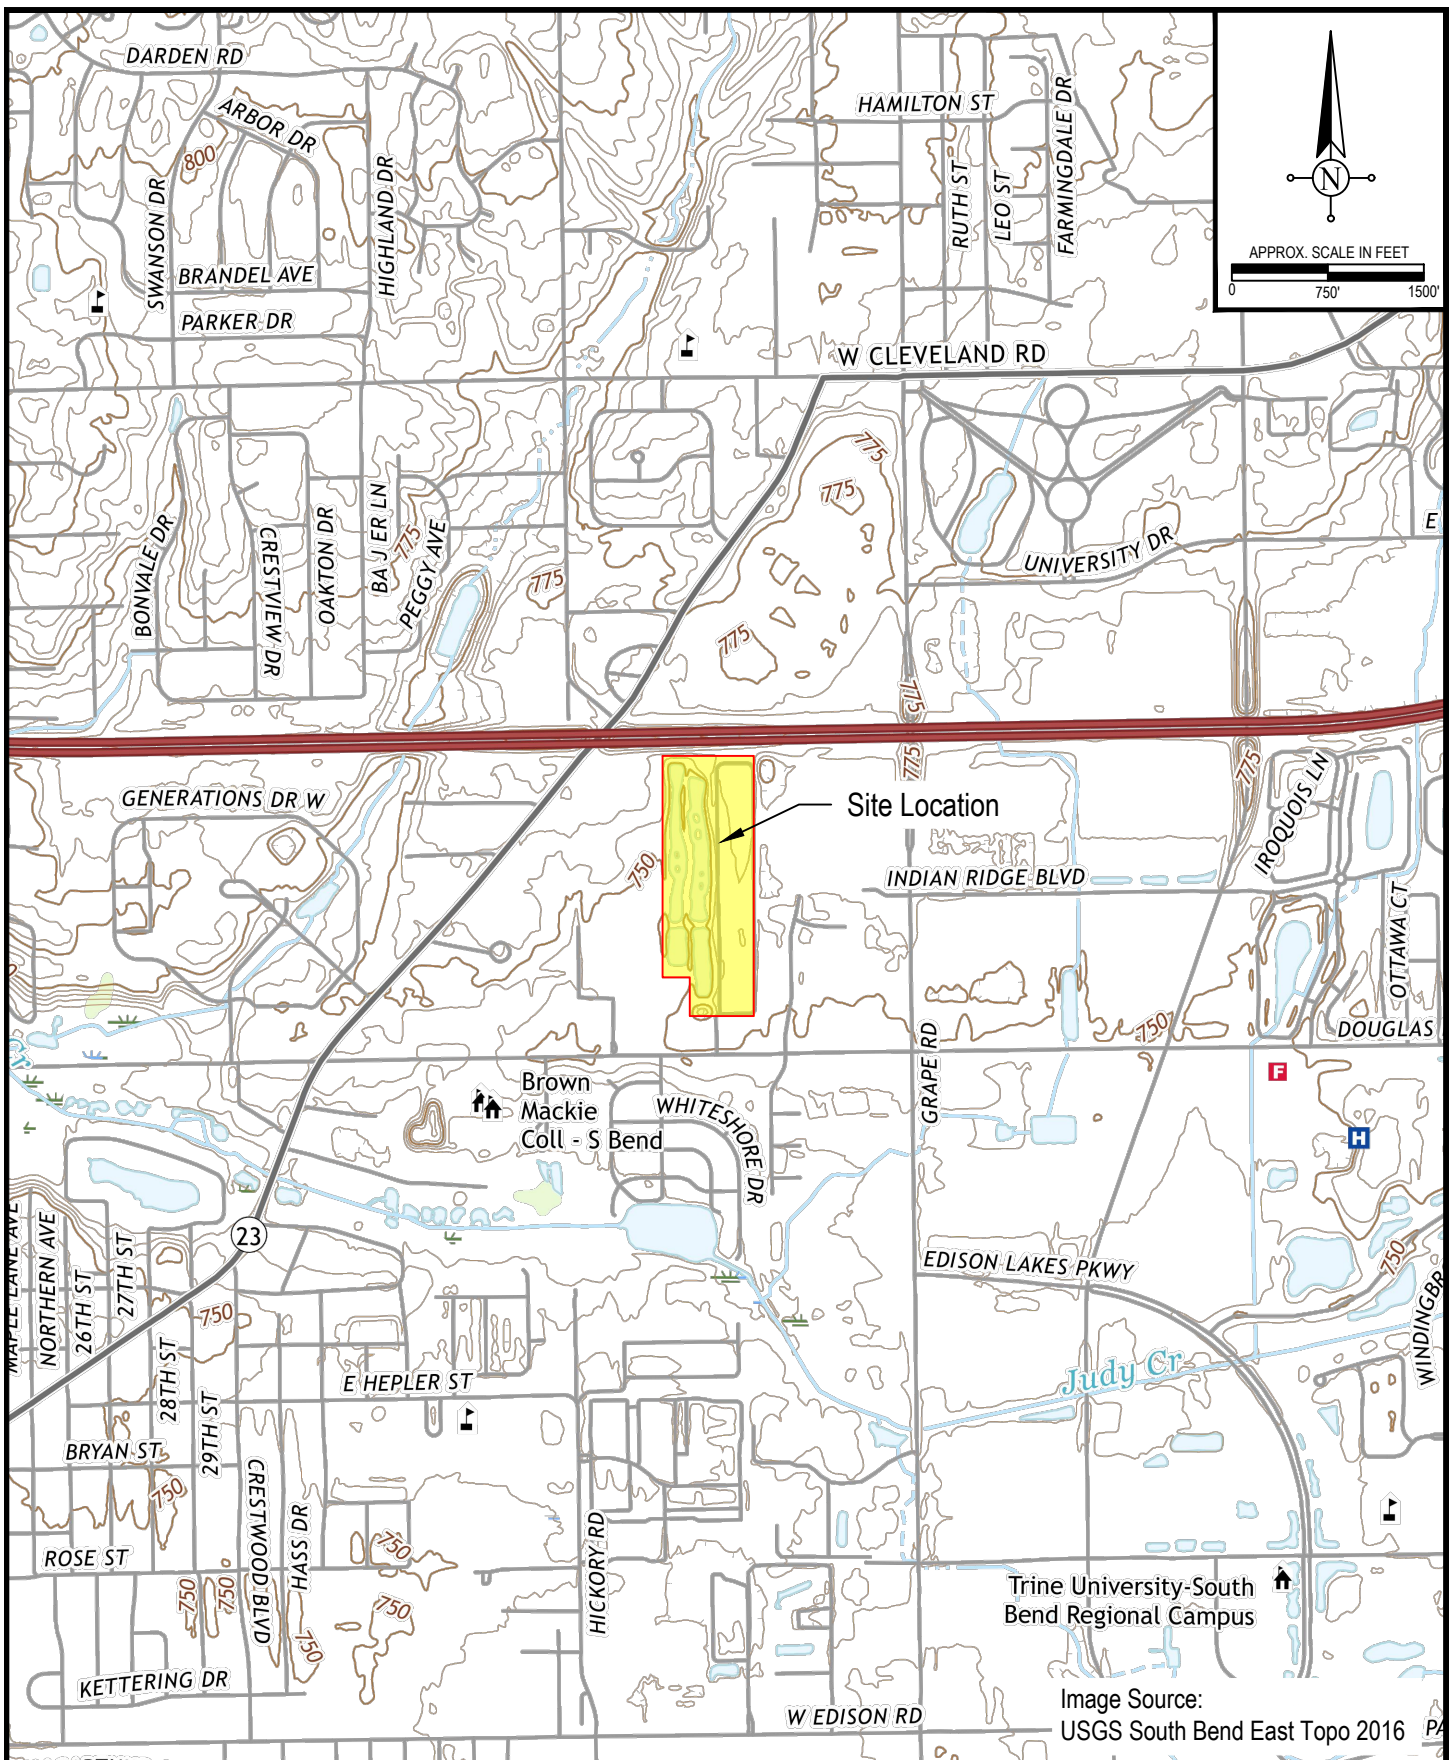 DARDEN RD
ARBOR DR
800
SWANSON DR
HIGHLAND DR
BRANDEL AVE
PARKER DR
HAMILTON ST
RUTH ST
LEO ST
FARMINGDALE DR
N
APPROX. SCALE IN FEET
0 750' 1500'
W CLEVELAND RD
775
775
775
775
775
775
775
775
BONVALE DR
CRESTVIEW DR
OAKTON DR
BAJER LN
PEGGY AVE
UNIVERSITY DR
E
GENERATIONS DR W
Site Location
750
INDIAN RIDGE BLVD
IROQUOIS LN
OTTAWA CT
DOUGLAS
750
GRAPE RD
F
H
Cr
Brown
Mackie
Coll - S Bend
WHITESHORE DR
23
MAPLE LANE AVE
NORTHERN AVE
26TH ST
27TH ST
28TH ST
29TH ST
750
EDISON LAKES PKWY
750
WINDINGBR
Judy Cr
E HEPLER ST
BRYAN ST
750
ROSE ST
CRESTWOOD BLVD
HASS DR
750
750
750
750
750
HICKORY RD
KETTERING DR
Trine University-South
Bend Regional Campus
W EDISON RD
Image Source:
USGS South Bend East Topo 2016
PA